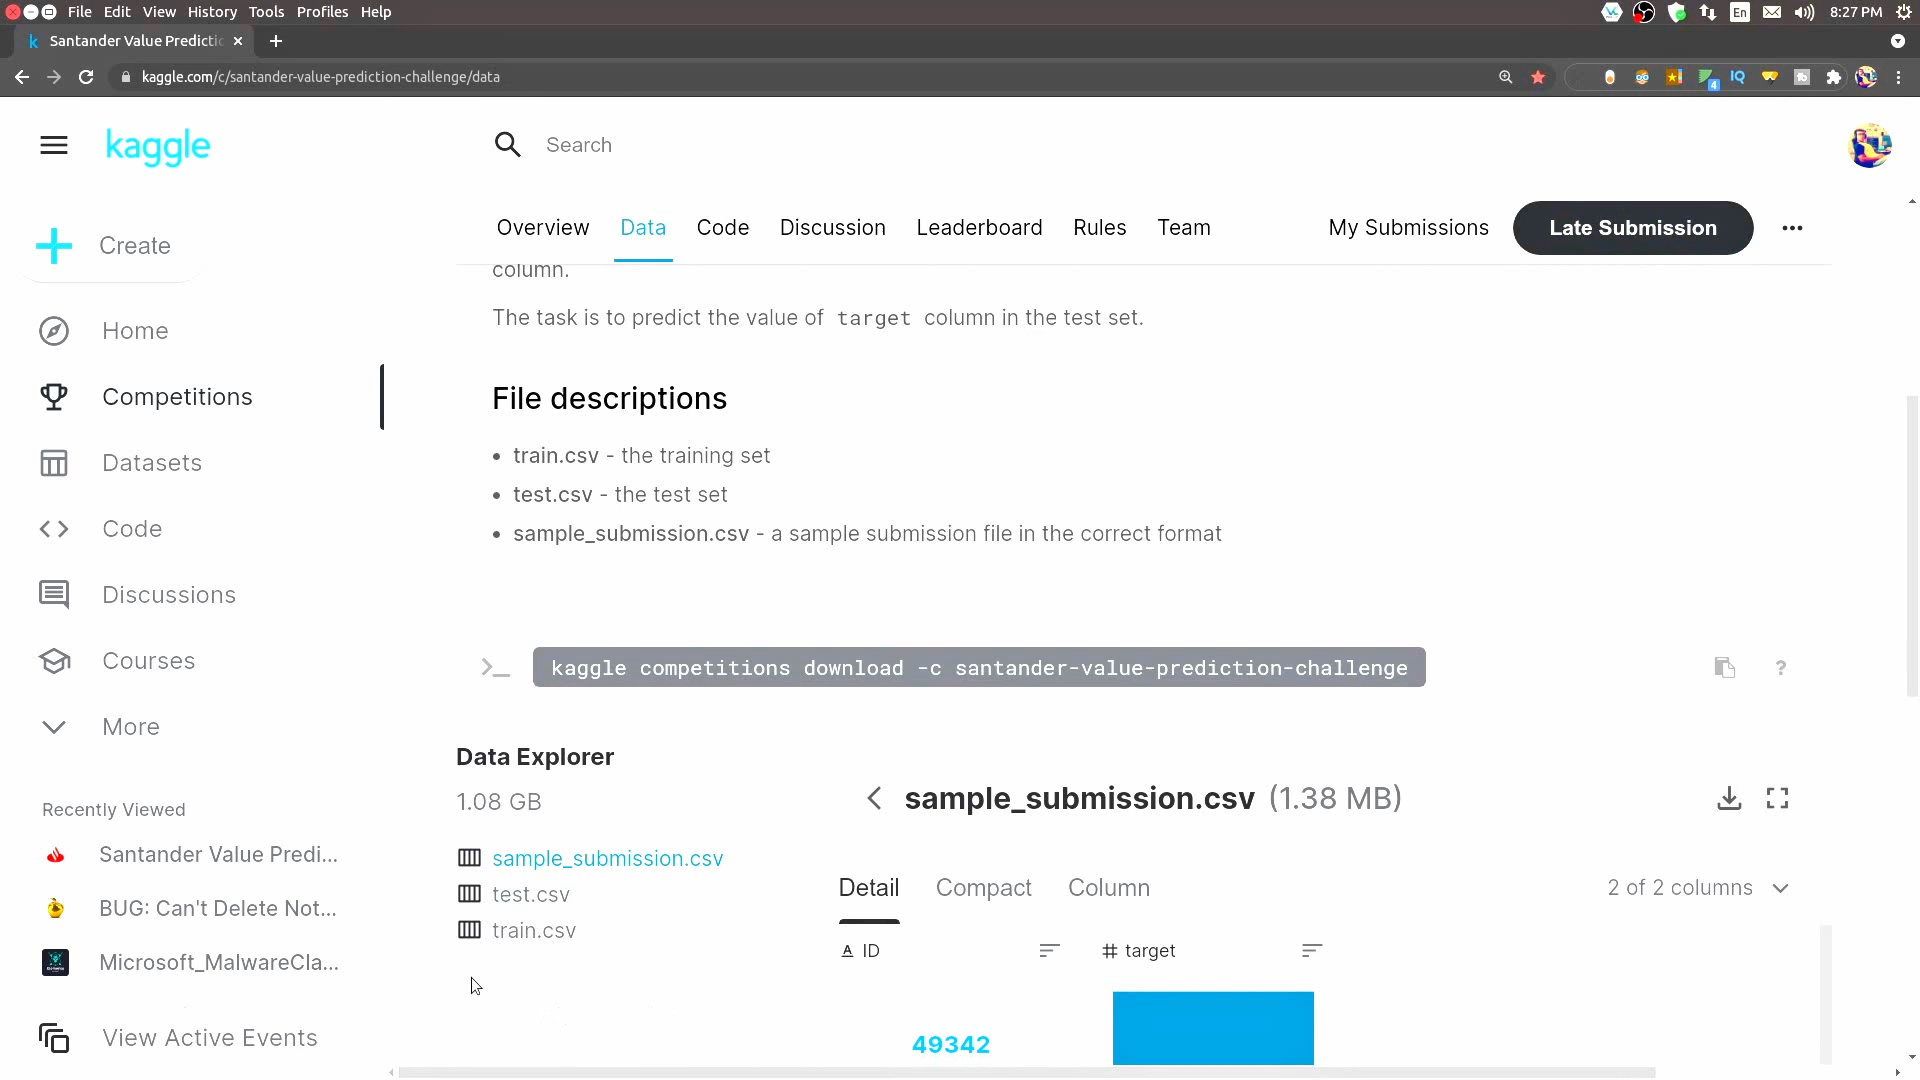 File Edit View History Tools Profiles Help
En 8:27 PM
k Santander Value Predictic × +
kaggle.com/c/santander-value-prediction-challenge/data
4 IQ
kaggle
Search
Create
Overview Data Code Discussion Leaderboard Rules Team My Submissions Late Submission ...
column.
Home
The task is to predict the value of target column in the test set.
Competitions
File descriptions
Datasets
• train.csv - the training set
• test.csv - the test set
Code
• sample_submission.csv - a sample submission file in the correct format
Discussions
Courses
>_ kaggle competitions download -c santander-value-prediction-challenge ?
More
Data Explorer
1.08 GB
sample_submission.csv (1.38 MB)
Recently Viewed
Santander Value Predi...
sample_submission.csv
test.csv
train.csv
Detail Compact Column 2 of 2 columns
BUG: Can't Delete Not...
Microsoft_MalwareCla...
A ID # target
View Active Events
49342